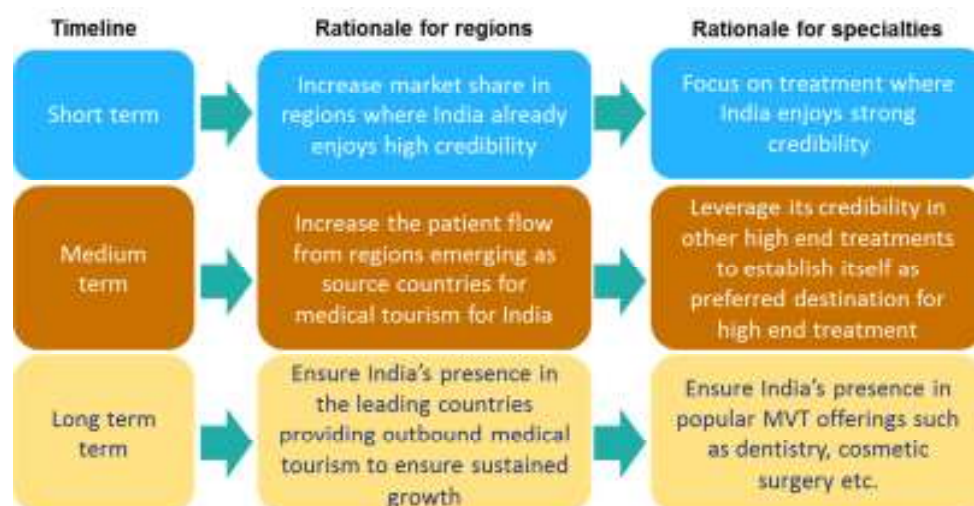 Timeline
Rationale for regions
Rationale for specialties
Short term
Increase market share in
regions where India already
enjoys high credibility
Focus on treatment where
India enjoys strong
credibility
Medium
term
Increase the patient flow
from regions emerging as
source countries for
medical tourism for India
Leverage its credibility in
other high end treatments
to establish itself as
preferred destination for
high end treatment
Long term
term
Ensure India's presence in
the leading countries
providing outbound medical
tourism to ensure sustained
growth
Ensure India's presence in
popular MVT offerings such
as dentistry, cosmetic
surgery etc.